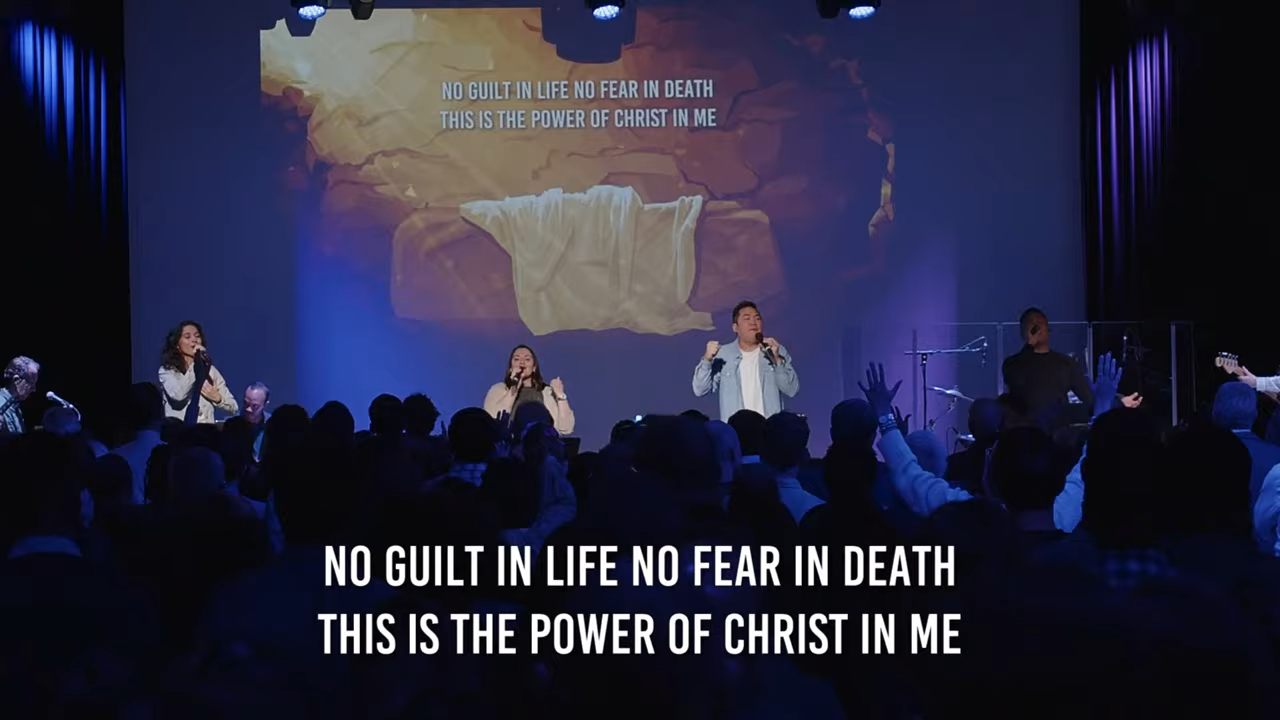 NO GUILT IN LIFE NO FEAR IN DEATH
THIS IS THE POWER OF CHRIST IN ME
NO GUILT IN LIFE NO FEAR IN DEATH
THIS IS THE POWER OF CHRIST IN ME